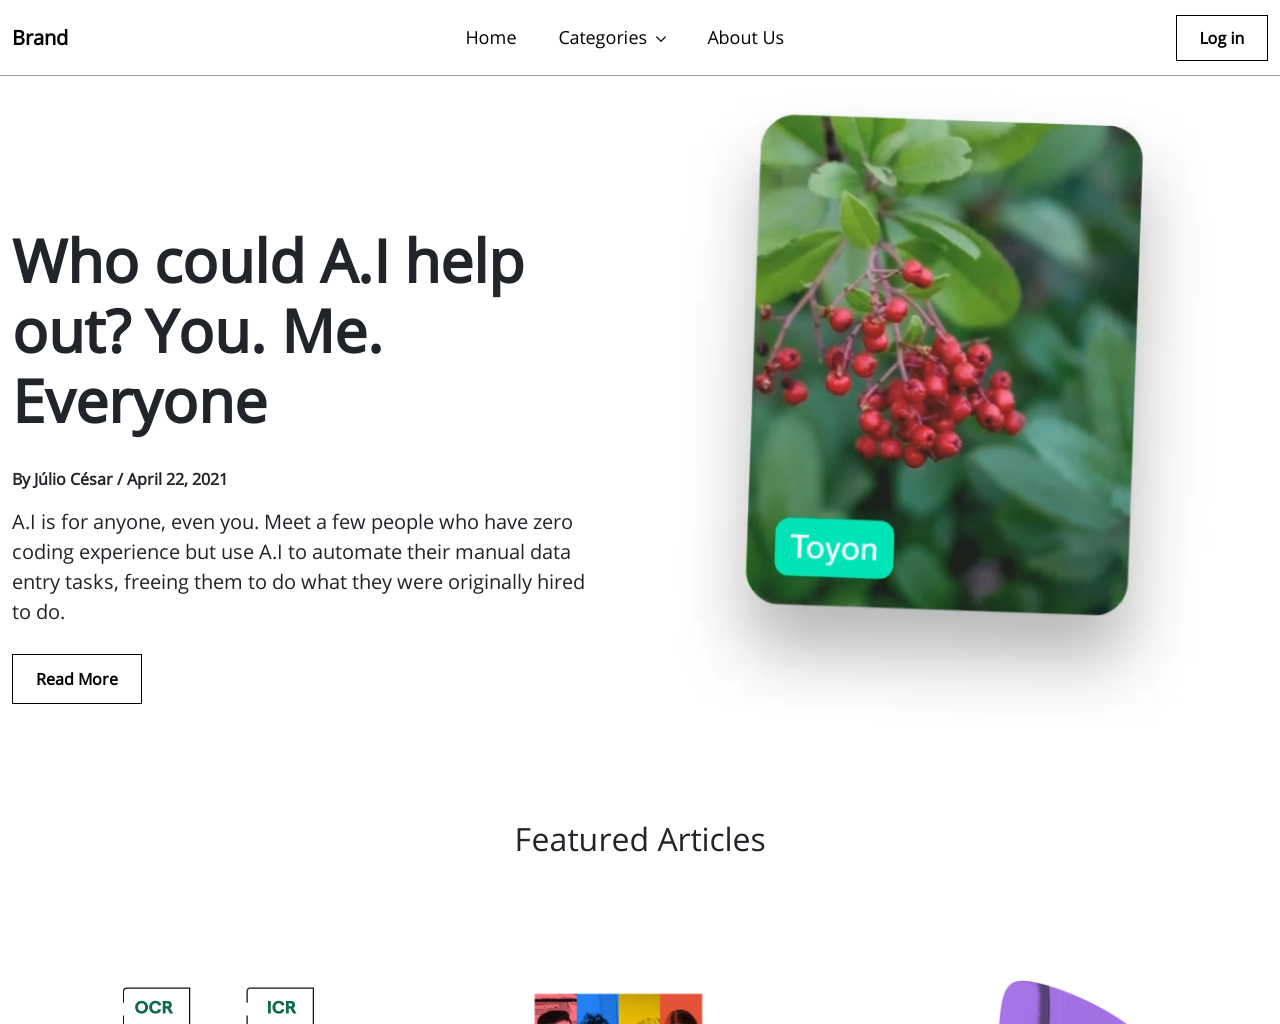 Brand
Home
Categories
About Us
Log in
Who could A.I help
out? You. Me.
Everyone
By Júlio César / April 22, 2021
A.I is for anyone, even you. Meet a few people who have zero
coding experience but use A.I to automate their manual data
entry tasks, freeing them to do what they were originally hired
to do.
Read More
Toyon
Featured Articles
OCR
ICR